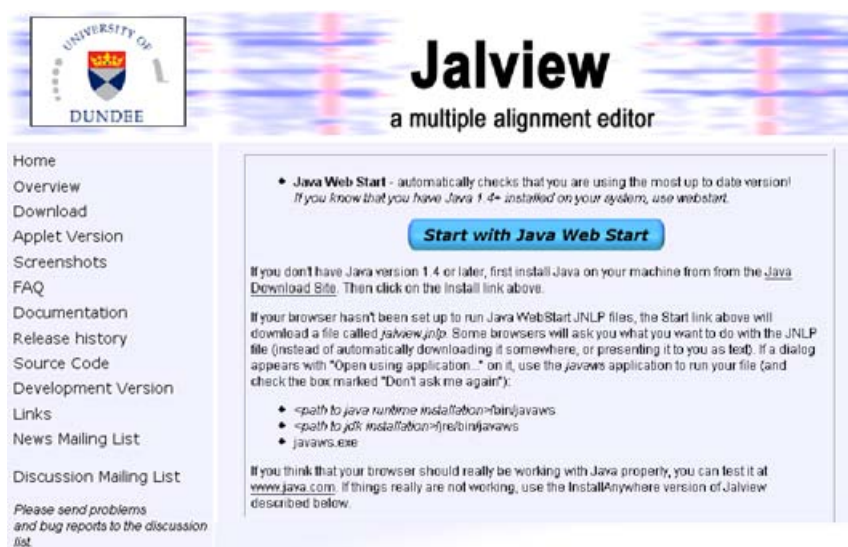 UNIVERSITY OF
DUNDEE
Jalview
a multiple alignment editor
Home
Overview
Download
Applet Version
Screenshots
FAQ
Documentation
Release history
Source Code
Development Version
Links
News Mailing List
Discussion Mailing List
Please send problems
and bug reports to the discussion
list
Java Web Start - automatically checks that you are using the most up to date version!
If you know that you have Java 1.4+ installed on your system, use webstart.
Start with Java Web Start
If you don't have Java version 1.4 or later, first install Java on your machine from from the Java
Download Site. Then click on the Install link above.
If your browser hasn't been set up to run Java WebStart JNLP files, the Start link above will
download a file called jalview.jnlp. Some browsers will ask you what you want to do with the JNLP
file (instead of automatically downloading it somewhere, or presenting it to you as text). If a dialog
appears with "Open using application..." on it, use the javaws application to run your file (and
check the box marked "Don't ask me again"):
<path to java runtime installation>/bin/javaws
<path to jdk installation>/jre/bin/javaws
javaws.exe
If you think that your browser should really be working with Java properly, you can test it at
www.java.com. If things really are not working, use the InstallAnywhere version of Jalview
described below.